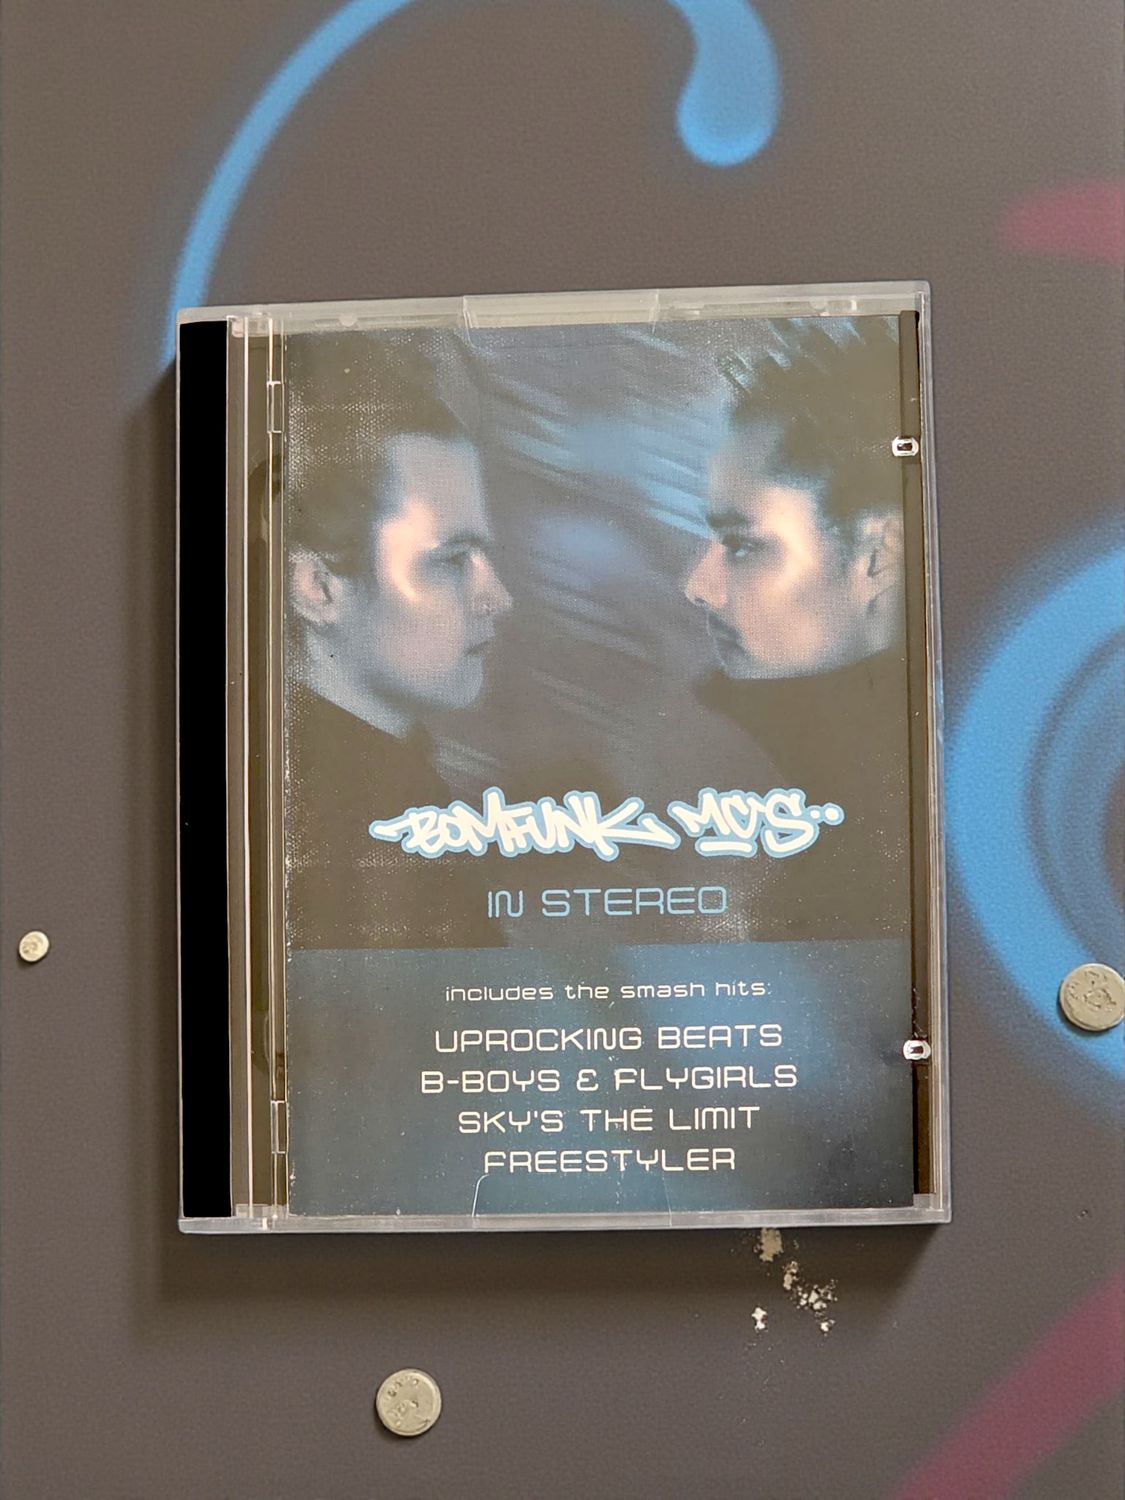 BOMFUNK MC'S..
IN STEREO
includes the smash hits:
UPROCKING BEATS
B-BOYS & FLYGIRLS
SKY'S THE LIMIT
FREESTYLER